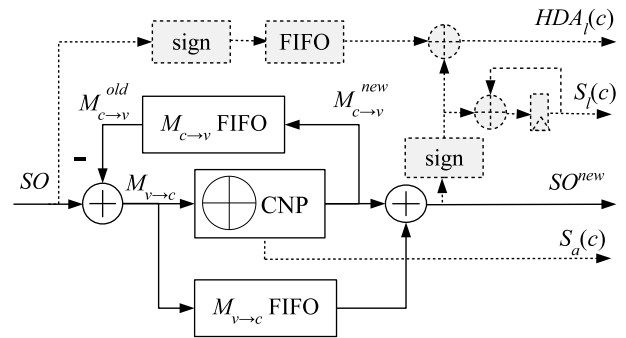 HDA_l(c)
sign
FIFO
S_l(c)
M_{c→v}^{old}
M_{c→v}^{new}
M_{c→v} FIFO
sign
-
SO
M_{v→c}
CNP
SO^{new}
S_a(c)
M_{v→c} FIFO